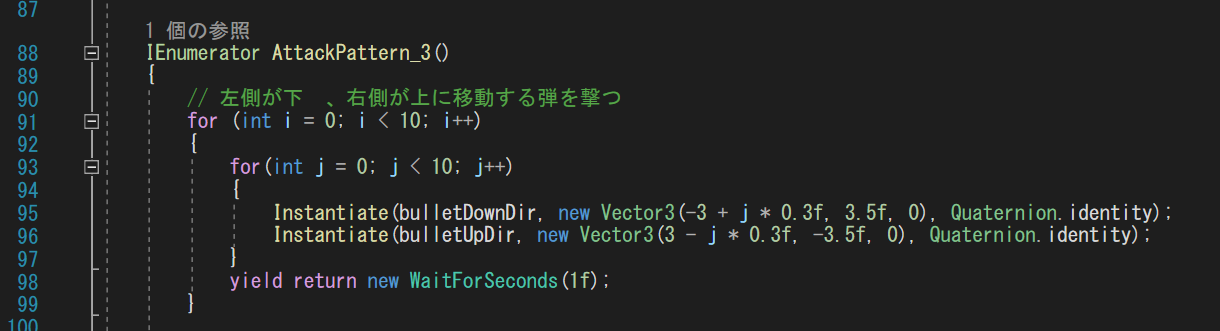 87
1 個の参照
88 IEnumerator AttackPattern_3()
89 {
90 // 左側が下　、右側が上に移動する弾を撃つ
91 for (int i = 0; i < 10; i++)
92 {
93 for(int j = 0; j < 10; j++)
94 {
95 Instantiate(bulletDownDir, new Vector3(-3 + j * 0.3f, 3.5f, 0), Quaternion.identity);
96 Instantiate(bulletUpDir, new Vector3(3 - j * 0.3f, -3.5f, 0), Quaternion.identity);
97 }
98 yield return new WaitForSeconds(1f);
99 }
100